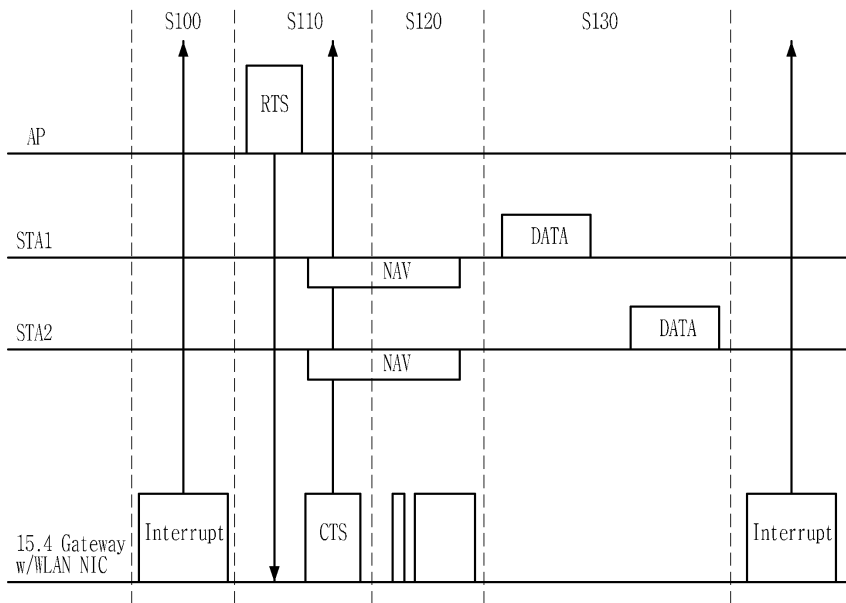 S100
S110
S120
S130
RTS
AP
STA1
DATA
NAV
STA2
DATA
NAV
Interrupt
CTS
Interrupt
15.4 Gateway
w/WLAN NIC